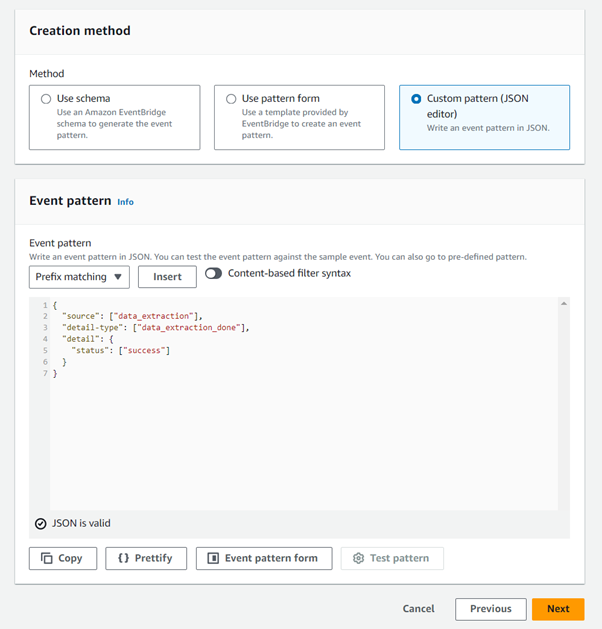 Creation method
Method
Use schema
Use an Amazon EventBridge
schema to generate the event
pattern.
Use pattern form
Use a template provided by
EventBridge to create an event
pattern.
Custom pattern (JSON
editor)
Write an event pattern in JSON.
Event pattern Info
Event pattern
Write an event pattern in JSON. You can test the event pattern against the sample event. You can also go to pre-defined pattern.
Prefix matching Insert Content-based filter syntax
1 {
2 "source": ["data_extraction"],
3 "detail-type": ["data_extraction_done"],
4 "detail": {
5 "status": ["success"]
6 }
7 }
JSON is valid
Copy {} Prettify Event pattern form Test pattern
Cancel Previous Next